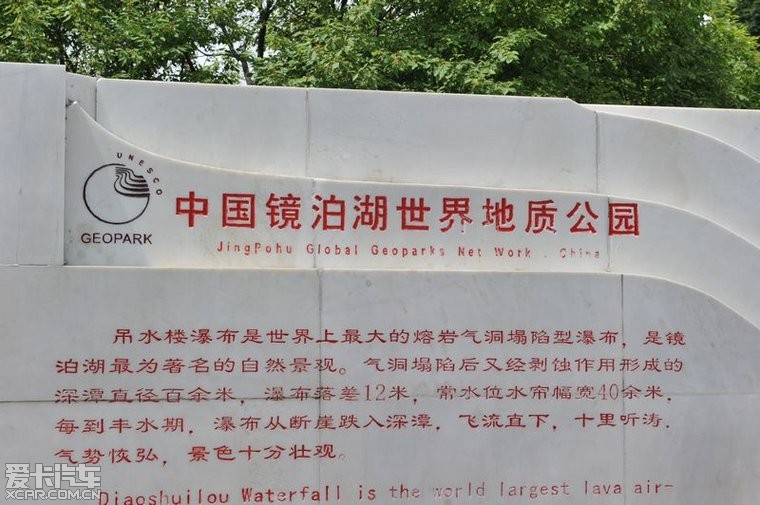 UNESCO
GEOPARK
中国镜泊湖世界地质公园
JingPohu Global Geoparks Net Work . China
吊水楼瀑布是世界上最大的熔岩气洞塌陷型瀑布，是镜
泊湖最为著名的自然景观。气洞塌陷后又经剥蚀作用形成的
深潭直径百余米，瀑布落差12米，常水位水帘幅宽40余米，
每到丰水期，瀑布从断崖跌入深潭，飞流直下，十里听涛，
气势恢弘，景色十分壮观。
Diaoshuilou Waterfall is the world largest lava air-
爱卡汽车
XCAR.COM.CN